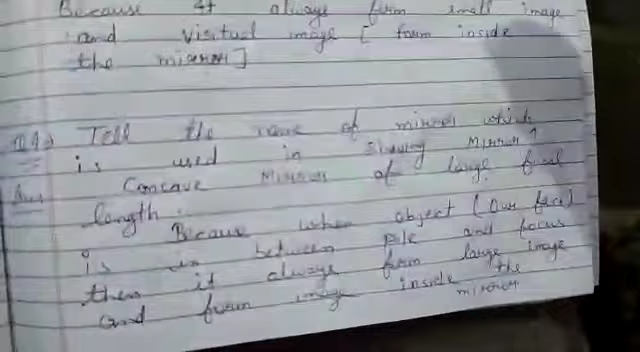 Because it always form small image
and visitual image [ form inside
the mirror]
Q4) Tell the name of mirror which
is used in shaving Mirror?
Ans Concave Mirror of large focal
length.
Because when object (our face)
is in between pole and focus
then it always form large image
and form image inside the
mirror